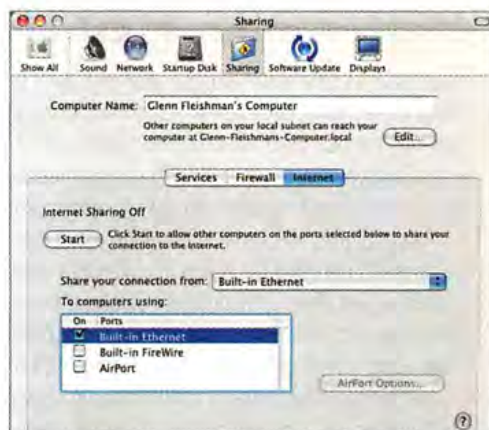 Sharing
Show All Sound Network Startup Disk Sharing Software Update Displays
Computer Name: Glenn Fleishman's Computer
Other computers on your local subnet can reach your
computer at Glenn-Fleishmans-Computer.local
Edit...
Services Firewall Internet
Internet Sharing Off
Start
Click Start to allow other computers on the ports selected below to share your
connection to the Internet.
Share your connection from: Built-in Ethernet
To computers using:
On Ports
Built-in Ethernet
Built-in FireWire
AirPort
AirPort Options...
?